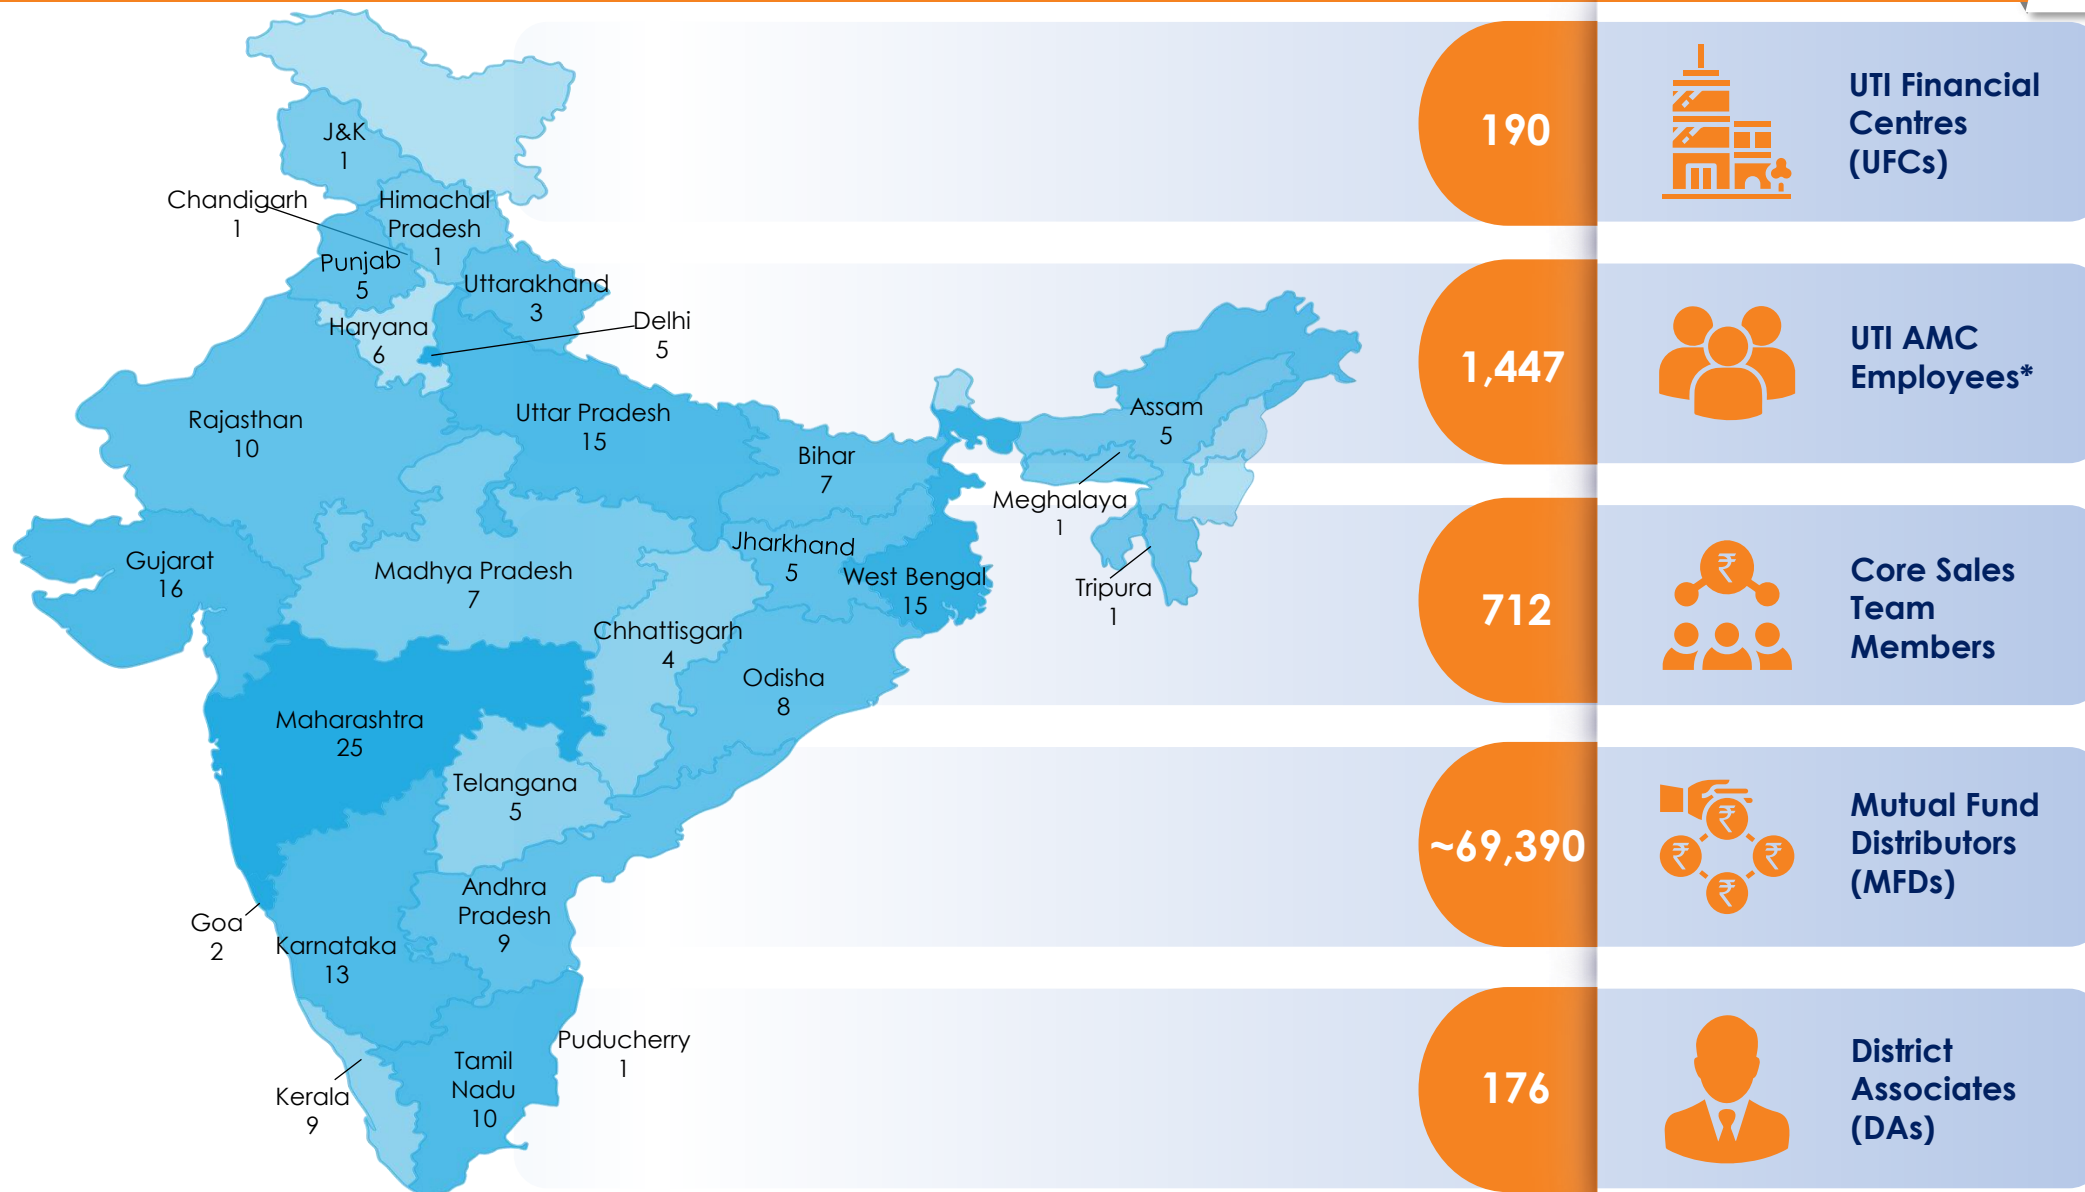 J&K
1
Chandigarh
1
Himachal
Pradesh
1
Punjab
5
Uttarakhand
3
Haryana
6
Delhi
5
Rajasthan
10
Uttar Pradesh
15
Bihar
7
Assam
5
Meghalaya
1
Tripura
1
Gujarat
16
Madhya Pradesh
7
Jharkhand
5
West Bengal
15
Chhattisgarh
4
Odisha
8
Maharashtra
25
Telangana
5
Andhra
Pradesh
9
Goa
2
Karnataka
13
Kerala
9
Tamil
Nadu
10
Puducherry
1
190
UTI Financial
Centres
(UFCs)
1,447
UTI AMC
Employees*
712
₹
Core Sales
Team
Members
~69,390
₹
₹
₹
₹
Mutual Fund
Distributors
(MFDs)
176
District
Associates
(DAs)